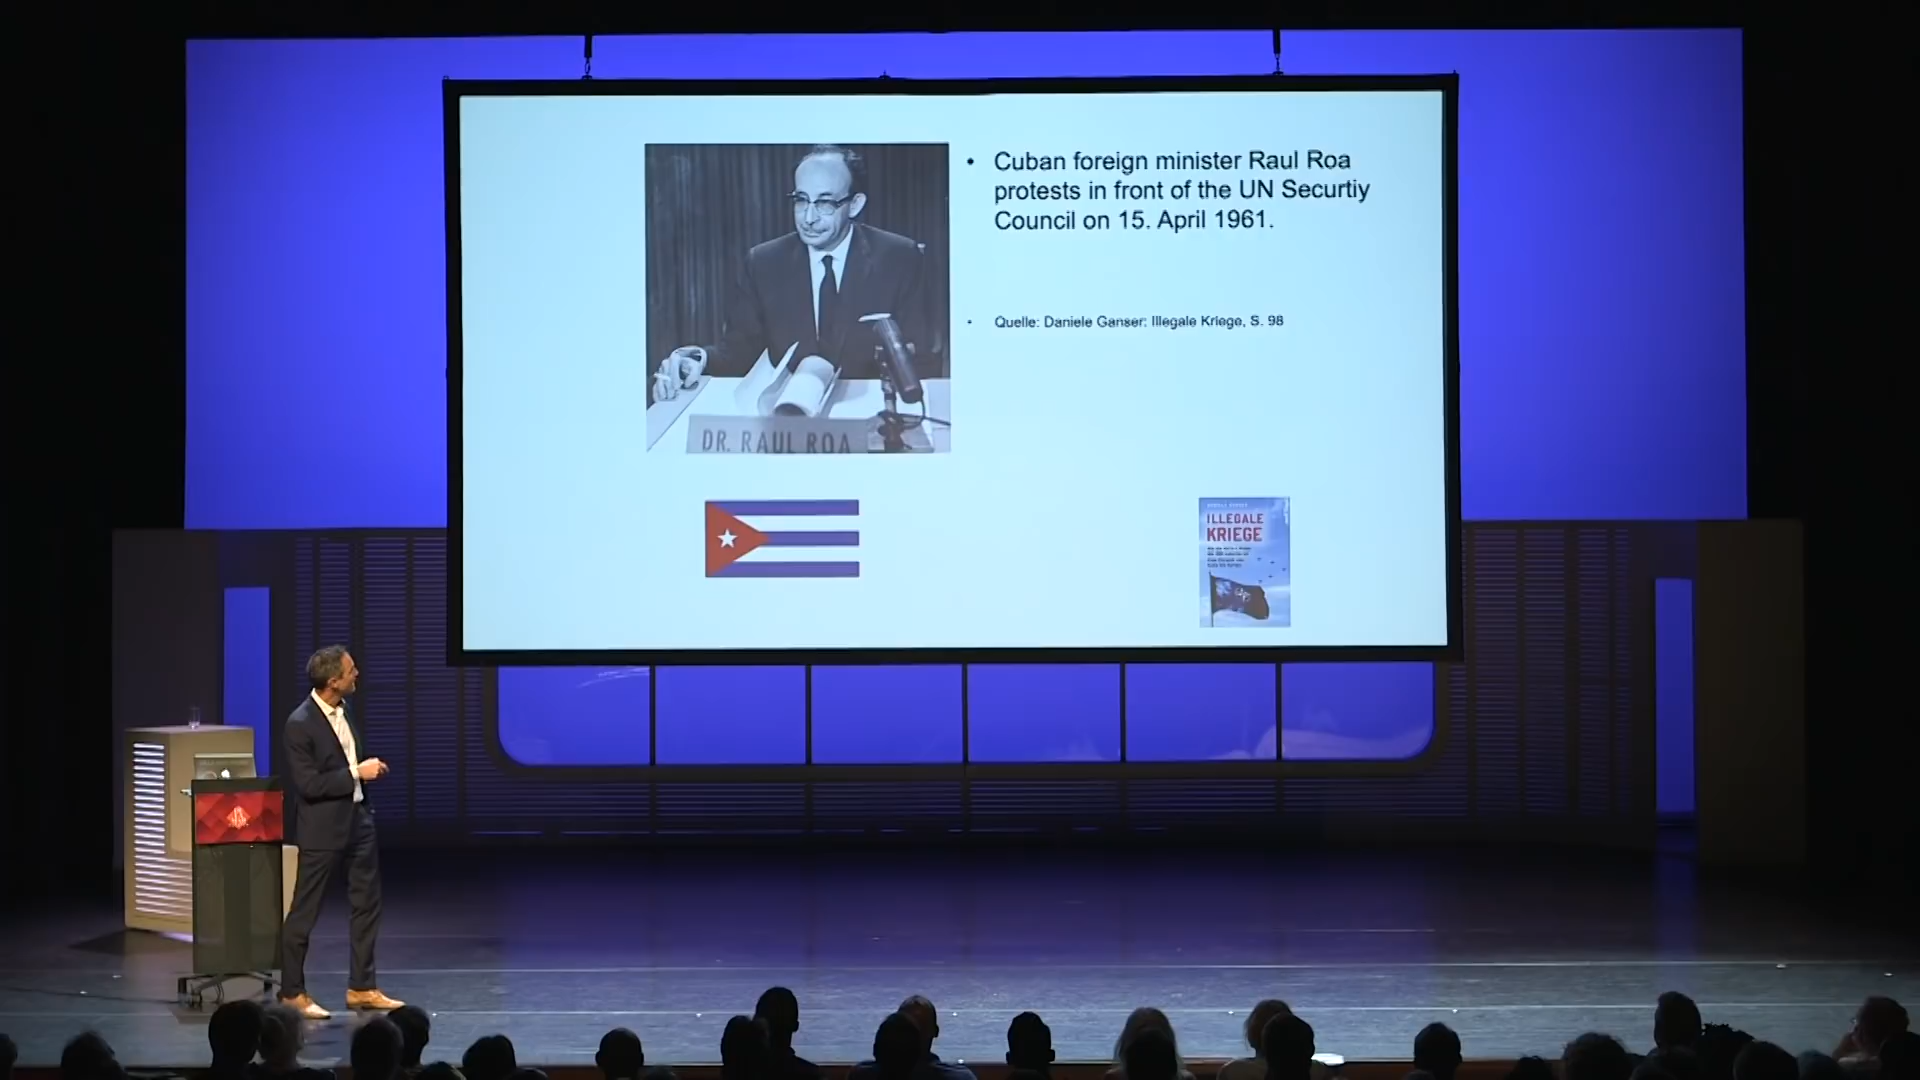 Cuban foreign minister Raul Roa
protests in front of the UN Securtiy
Council on 15. April 1961.
Quelle: Daniele Ganser: Illegale Kriege, S. 98
DR. RAUL ROA
ILLEGALE
KRIEGE